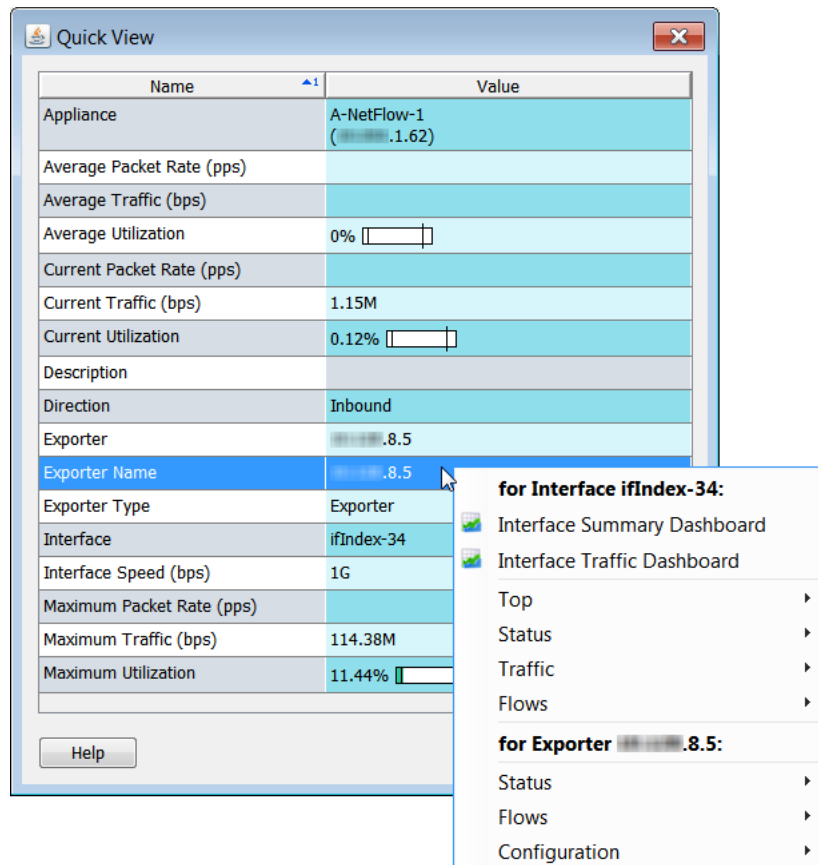 Quick View
Name 1 Value
Appliance A-NetFlow-1
( .1.62)
Average Packet Rate (pps)
Average Traffic (bps)
Average Utilization 0%
Current Packet Rate (pps)
Current Traffic (bps) 1.15M
Current Utilization 0.12%
Description
Direction Inbound
Exporter .8.5
Exporter Name .8.5
Exporter Type Exporter
Interface ifIndex-34
Interface Speed (bps) 1G
Maximum Packet Rate (pps)
Maximum Traffic (bps) 114.38M
Maximum Utilization 11.44%
Help
for Interface ifIndex-34:
Interface Summary Dashboard
Interface Traffic Dashboard
Top
Status
Traffic
Flows
for Exporter .8.5:
Status
Flows
Configuration